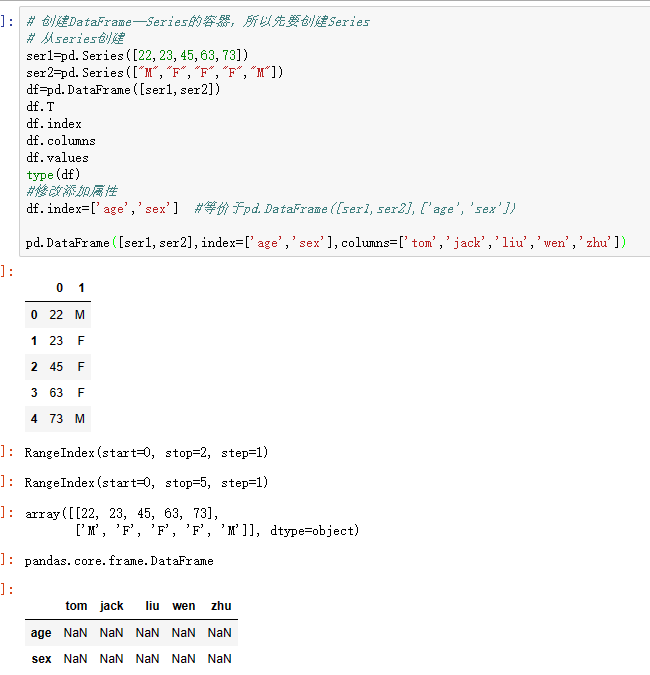 ]: # 创建DataFrame—Series的容器，所以先要创建Series
# 从series创建
ser1=pd.Series([22,23,45,63,73])
ser2=pd.Series(["M","F","F","F","M"])
df=pd.DataFrame([ser1,ser2])
df.T
df.index
df.columns
df.values
type(df)
#修改添加属性
df.index=['age','sex']  #等价于pd.DataFrame([ser1,ser2],['age','sex'])
pd.DataFrame([ser1,ser2],index=['age','sex'],columns=['tom','jack','liu','wen','zhu'])
]:
0 1
0 22 M
1 23 F
2 45 F
3 63 F
4 73 M
]: RangeIndex(start=0, stop=2, step=1)
]: RangeIndex(start=0, stop=5, step=1)
]: array([[22, 23, 45, 63, 73],
['M', 'F', 'F', 'F', 'M']], dtype=object)
]: pandas.core.frame.DataFrame
]:
tom jack liu wen zhu
age NaN NaN NaN NaN NaN
sex NaN NaN NaN NaN NaN